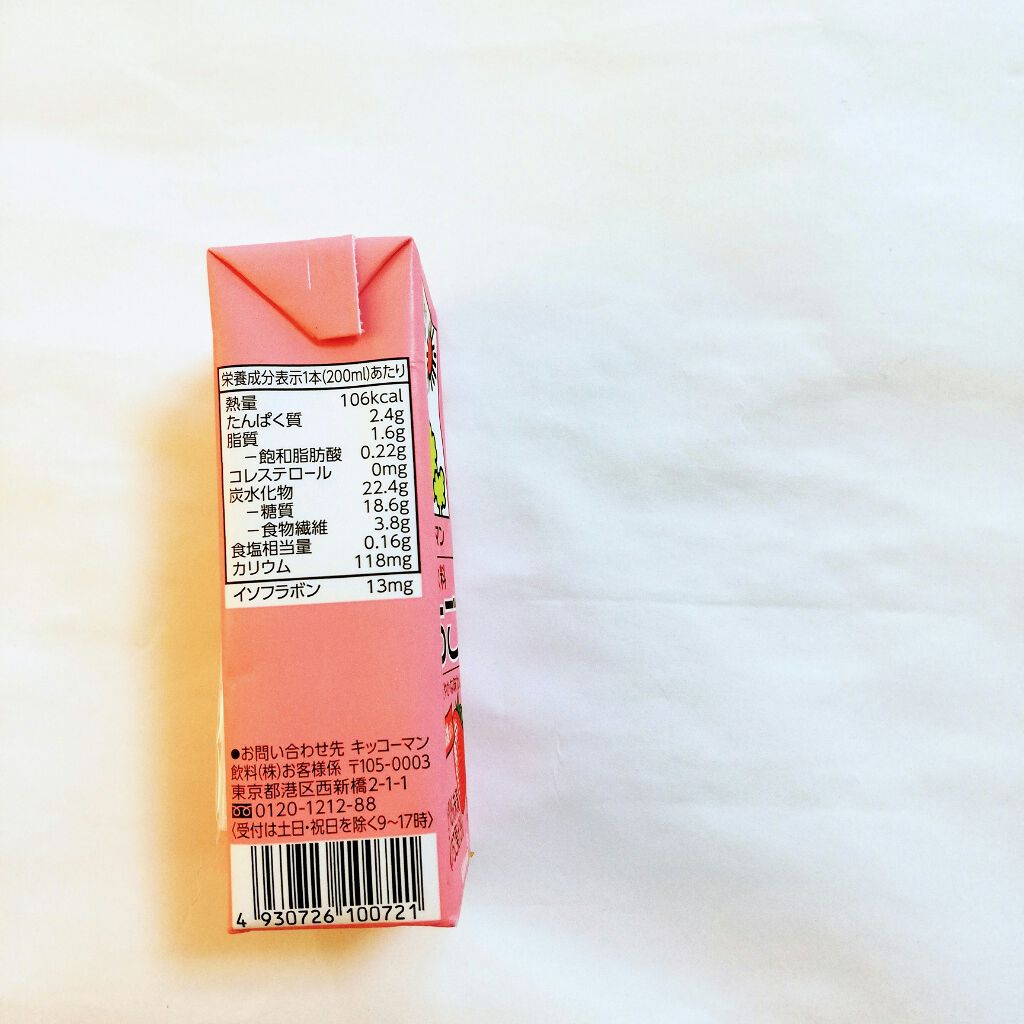 栄養成分表示1本(200ml)あたり
熱量 106kcal
たんぱく質 2.4g
脂質 1.6g
－飽和脂肪酸 0.22g
コレステロール 0mg
炭水化物 22.4g
－糖質 18.6g
－食物繊維 3.8g
食塩相当量 0.16g
カリウム 118mg
イソフラボン 13mg
●お問い合わせ先 キッコーマン
飲料(株)お客様係 〒105-0003
東京都港区西新橋2-1-1
0120-1212-88
〈受付は土日・祝日を除く9～17時〉
4 930726 100721